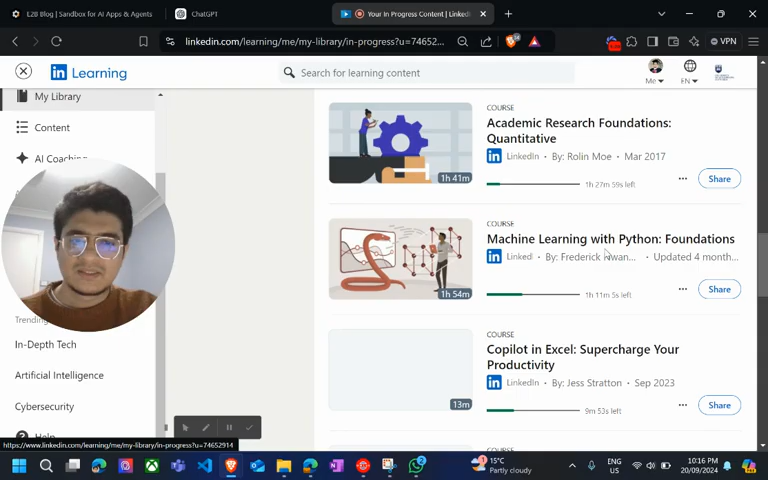 E2B Blog | Sandbox for AI Apps & Agents
ChatGPT
Your In Progress Content | LinkedI
linkedin.com/learning/me/my-library/in-progress?u=74652...
VPN
Learning
Search for learning content
Me
EN
My Library
Content
AI Coaching
Trending
In-Depth Tech
Artificial Intelligence
Cybersecurity
Help
COURSE
Academic Research Foundations:
Quantitative
LinkedIn • By: Rolin Moe • Mar 2017
1h 41m
1h 27m 59s left
Share
COURSE
Machine Learning with Python: Foundations
LinkedIn • By: Frederick Nwan... • Updated 4 month...
1h 54m
1h 11m 5s left
Share
COURSE
Copilot in Excel: Supercharge Your
Productivity
LinkedIn • By: Jess Stratton • Sep 2023
13m
9m 53s left
Share
https://www.linkedin.com/learning/me/my-library/in-progress?u=74652914
15°C
Partly cloudy
ENG
US
10:16 PM
20/09/2024